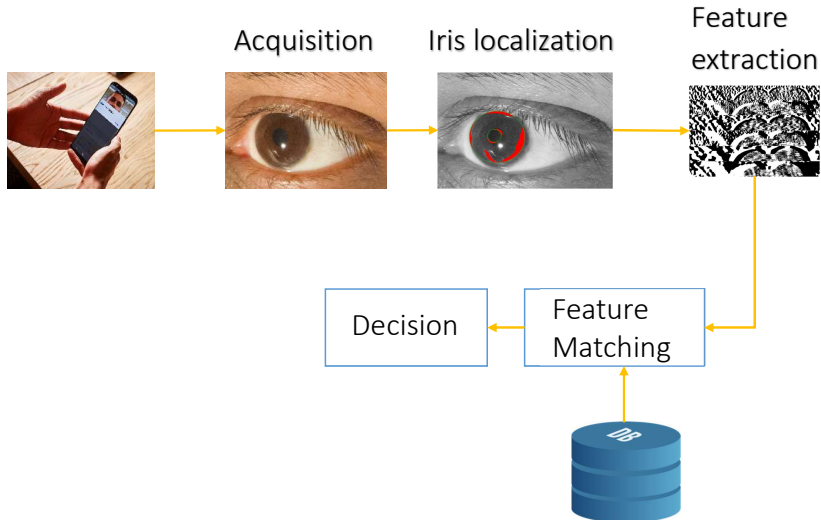 Acquisition
Iris localization
Feature
extraction
Decision
Feature
Matching
DB